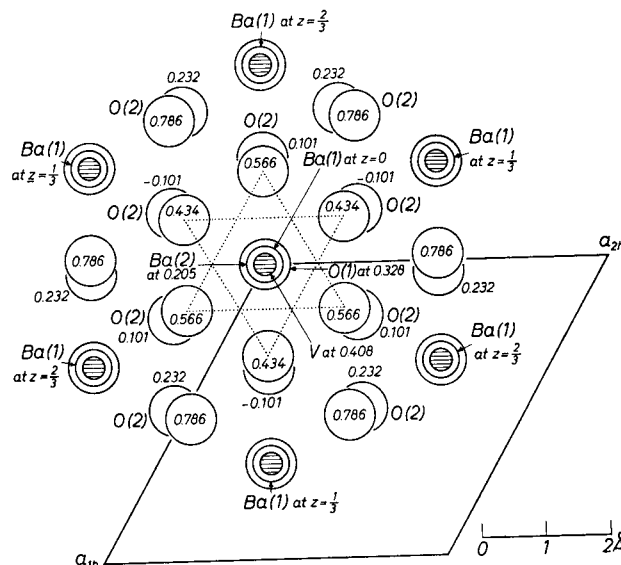 Ba(1) at z = 2/3
0.232
0.232
O(2)
0.786
O(2)
0.786
O(2)
0.101
0.566
Ba(1) at z=0
Ba(1)
at z = 1/3
Ba(1)
at z = 1/3
-0.101
-0.101
O(2)
0.434
0.434
O(2)
0.786
0.232
Ba(2)
at 0.205
O(1) at 0.328
0.786
0.232
a2h
O(2)
0.101
0.566
0.566
O(2)
0.101
Ba(1)
at z = 2/3
V at 0.408
Ba(1)
at z = 2/3
0.434
-0.101
0.232
0.232
O(2)
0.786
0.786
O(2)
Ba(1) at z = 1/3
a1h
0 1 2Å